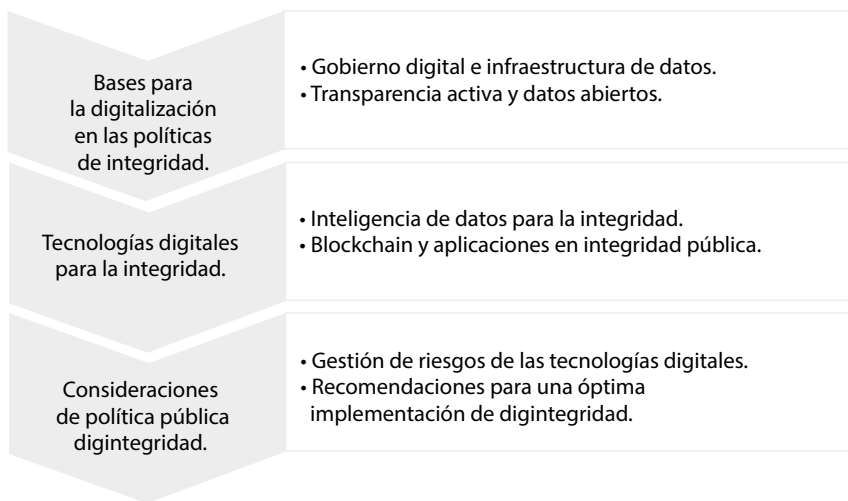 Bases para
la digitalización
en las políticas
de integridad.
• Gobierno digital e infraestructura de datos.
• Transparencia activa y datos abiertos.
Tecnologías digitales
para la integridad.
• Inteligencia de datos para la integridad.
• Blockchain y aplicaciones en integridad pública.
Consideraciones
de política pública
digintegridad.
• Gestión de riesgos de las tecnologías digitales.
• Recomendaciones para una óptima
implementación de digintegridad.